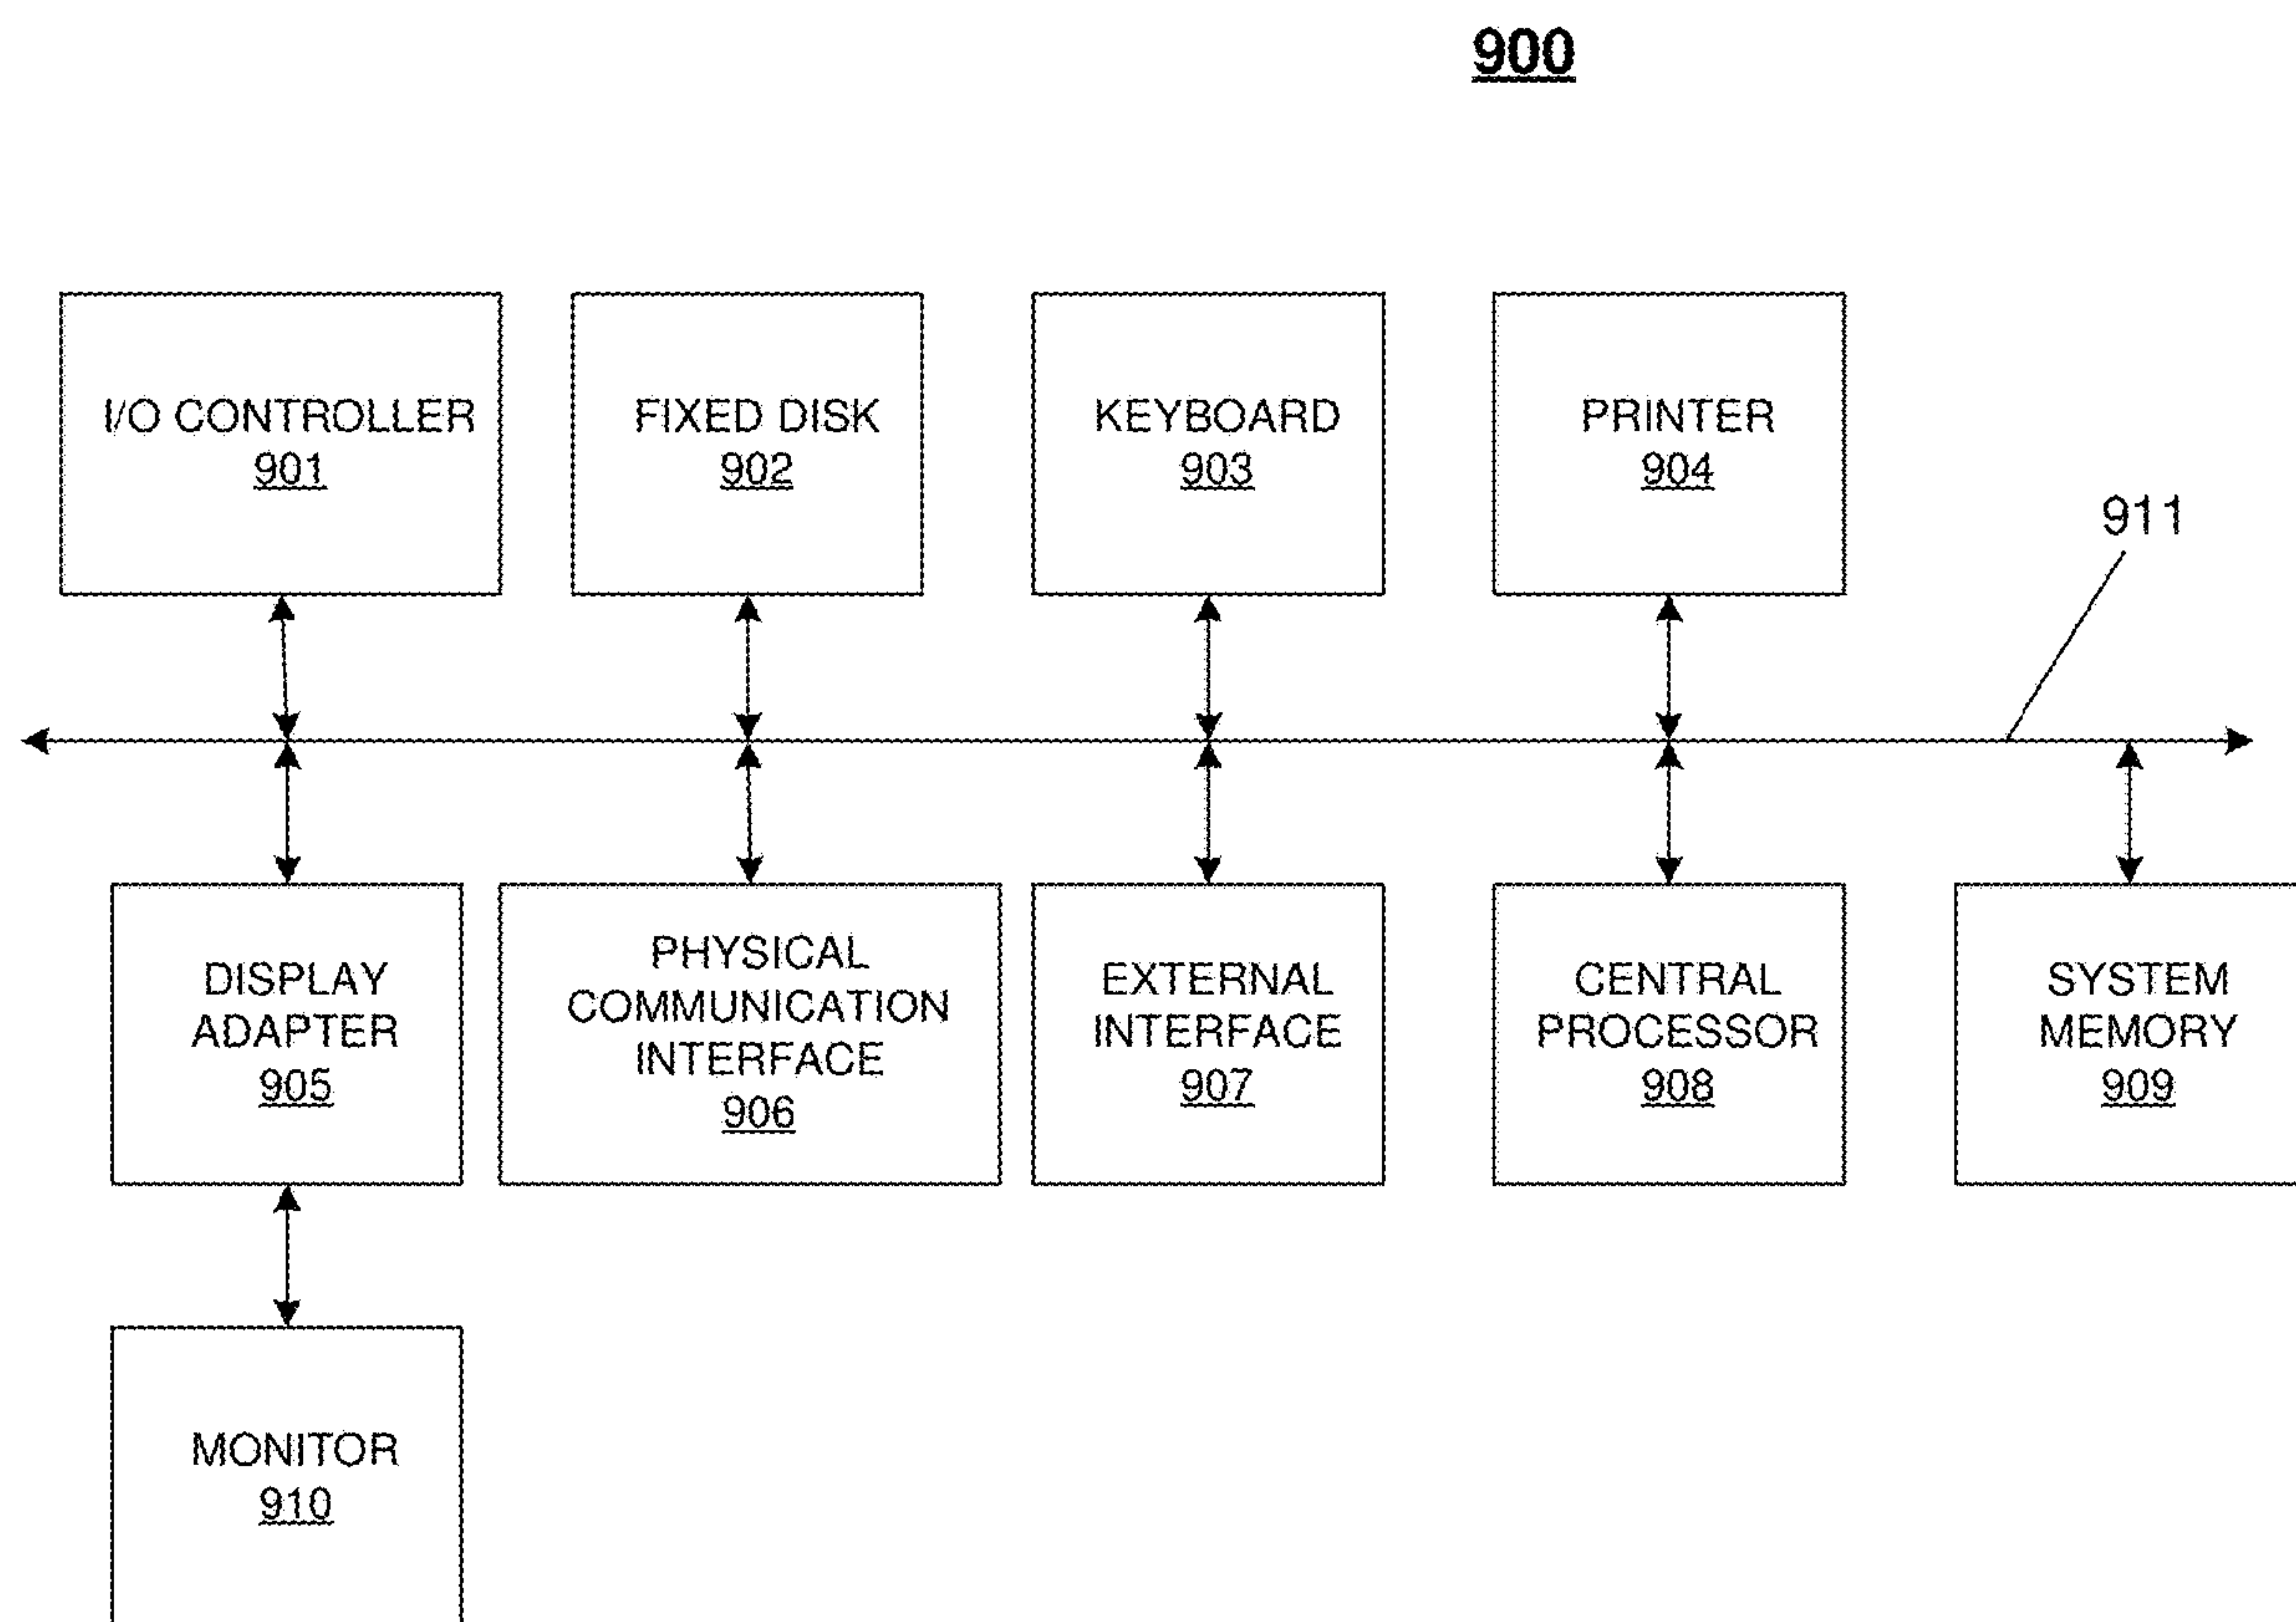 900
I/O CONTROLLER
901
FIXED DISK
902
KEYBOARD
903
PRINTER
904
911
DISPLAY
ADAPTER
905
PHYSICAL
COMMUNICATION
INTERFACE
906
EXTERNAL
INTERFACE
907
CENTRAL
PROCESSOR
908
SYSTEM
MEMORY
909
MONITOR
910